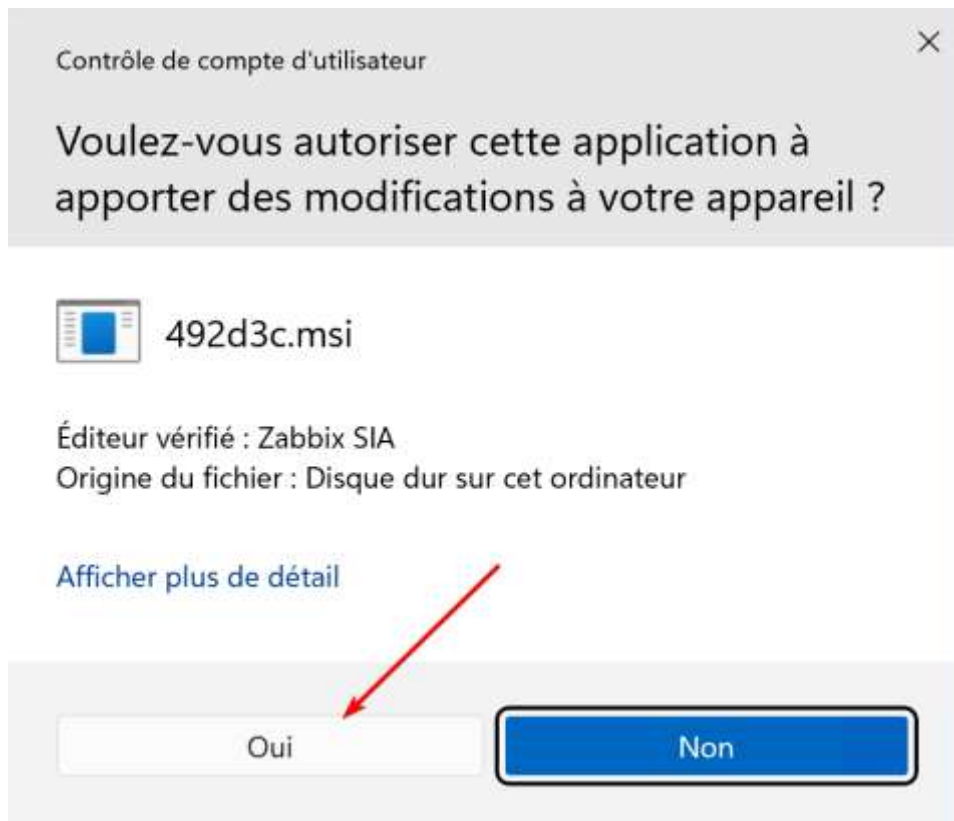 Contrôle de compte d'utilisateur
Voulez-vous autoriser cette application à
apporter des modifications à votre appareil ?
492d3c.msi
Éditeur vérifié : Zabbix SIA
Origine du fichier : Disque dur sur cet ordinateur
Afficher plus de détail
Oui
Non